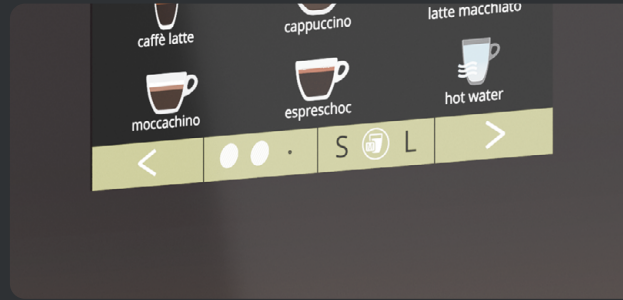 caffè latte
cappuccino
latte macchiato
moccachino
espreschoc
hot water
< S L >